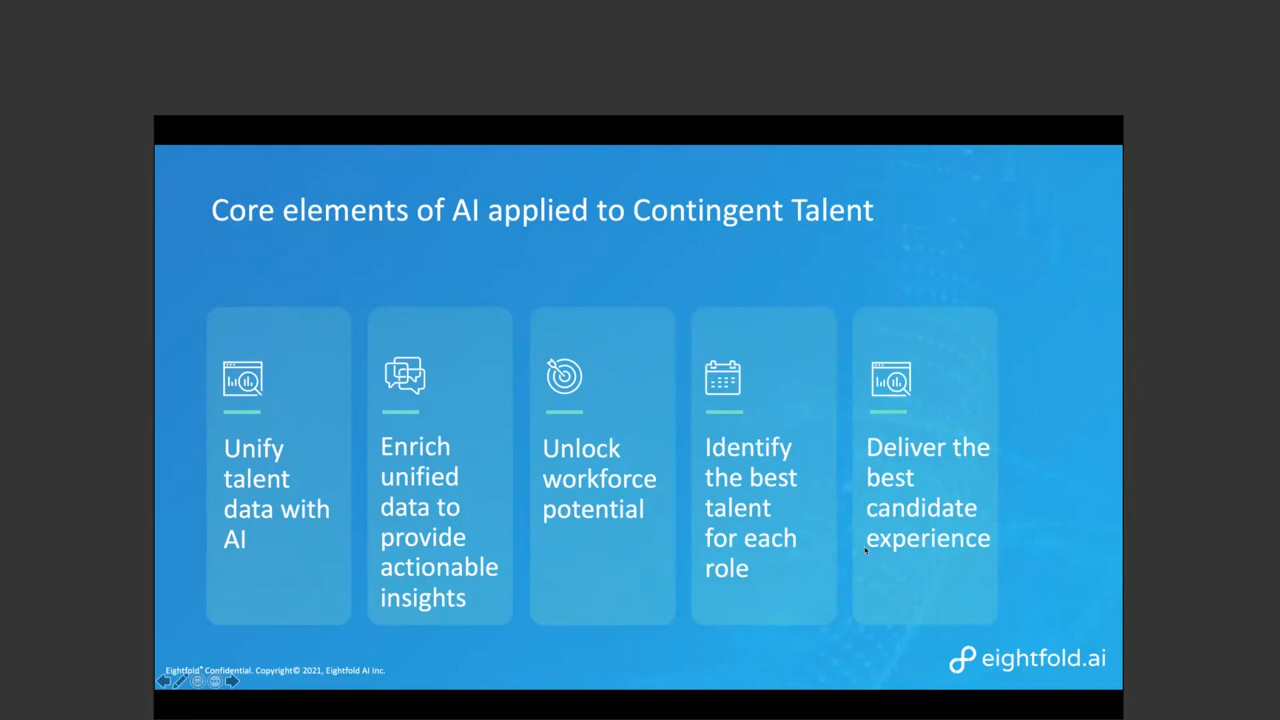 Core elements of AI applied to Contingent Talent
Unify
talent
data with
AI
Enrich
unified
data to
provide
actionable
insights
Unlock
workforce
potential
Identify
the best
talent
for each
role
Deliver the
best
candidate
experience
Eightfold® Confidential. Copyright© 2021, Eightfold AI Inc.
eightfold.ai